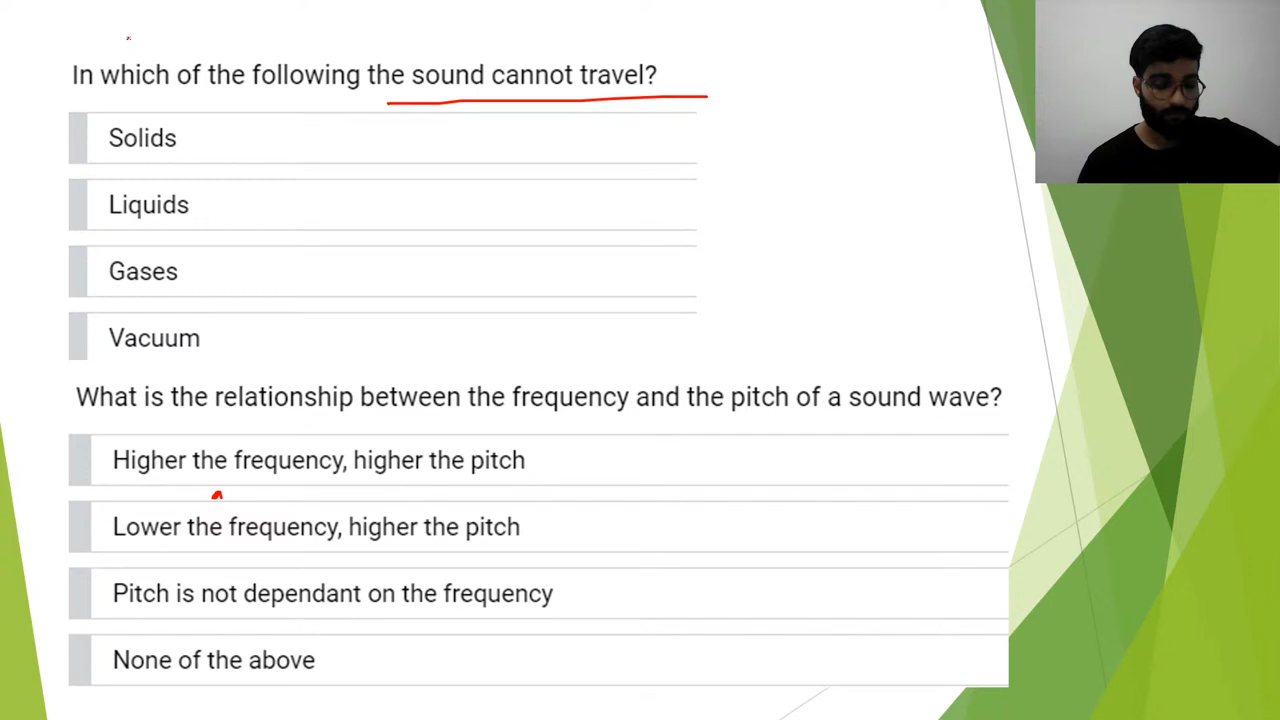 In which of the following the sound cannot travel?
Solids
Liquids
Gases
Vacuum
What is the relationship between the frequency and the pitch of a sound wave?
Higher the frequency, higher the pitch
Lower the frequency, higher the pitch
Pitch is not dependant on the frequency
None of the above